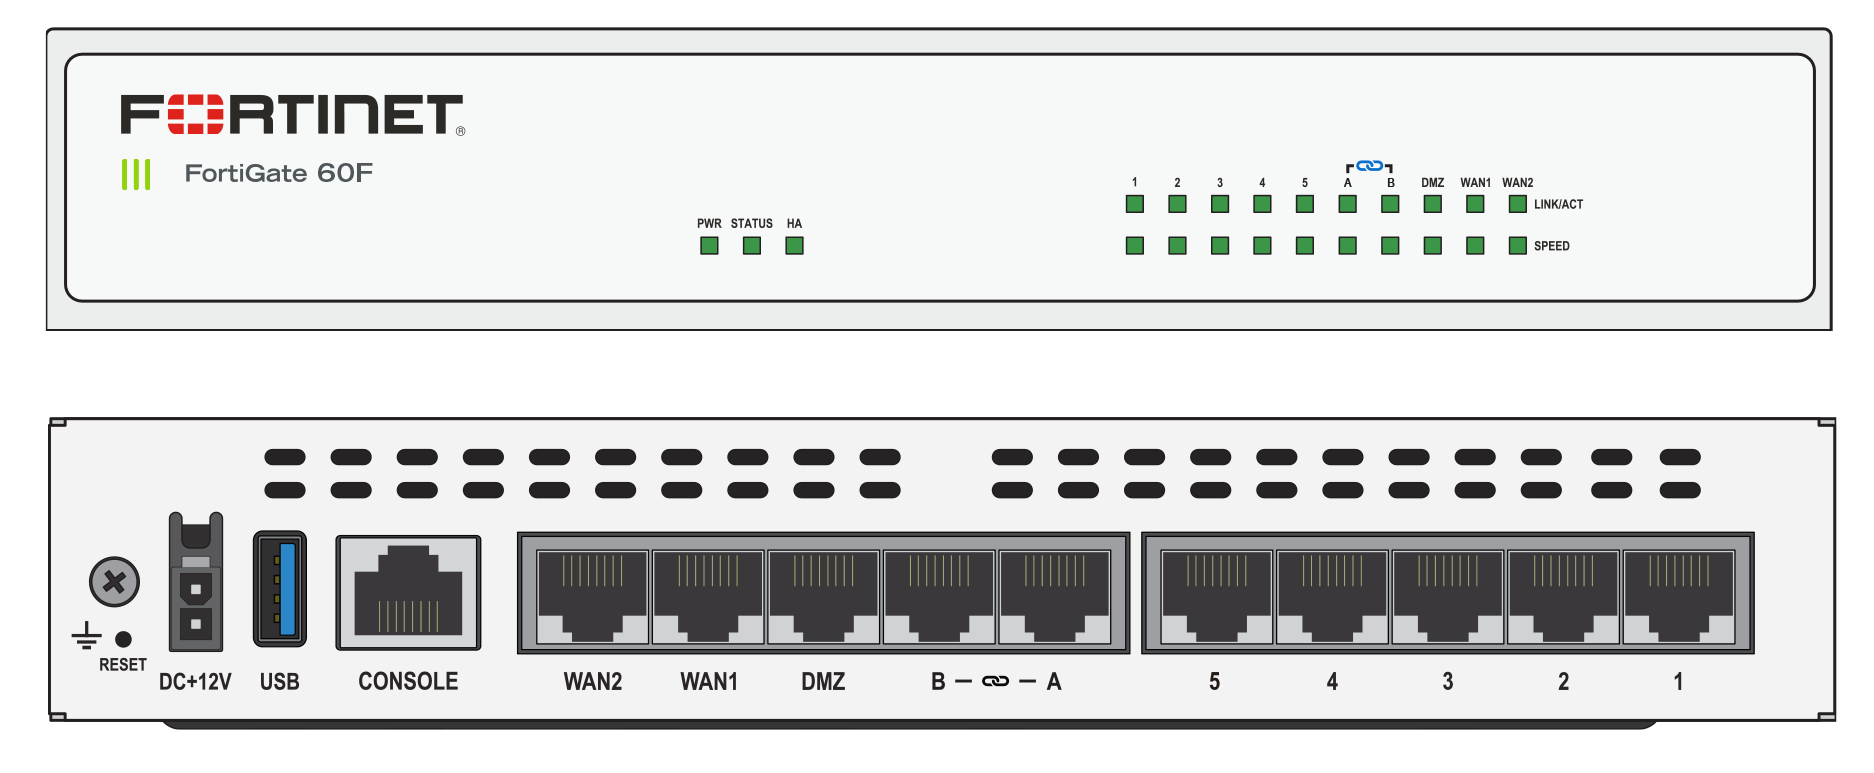 FORTINET®
FortiGate 60F
1 2 3 4 5 A B DMZ WAN1 WAN2
LINK/ACT
PWR STATUS HA
SPEED
RESET
DC+12V USB CONSOLE WAN2 WAN1 DMZ B A 5 4 3 2 1